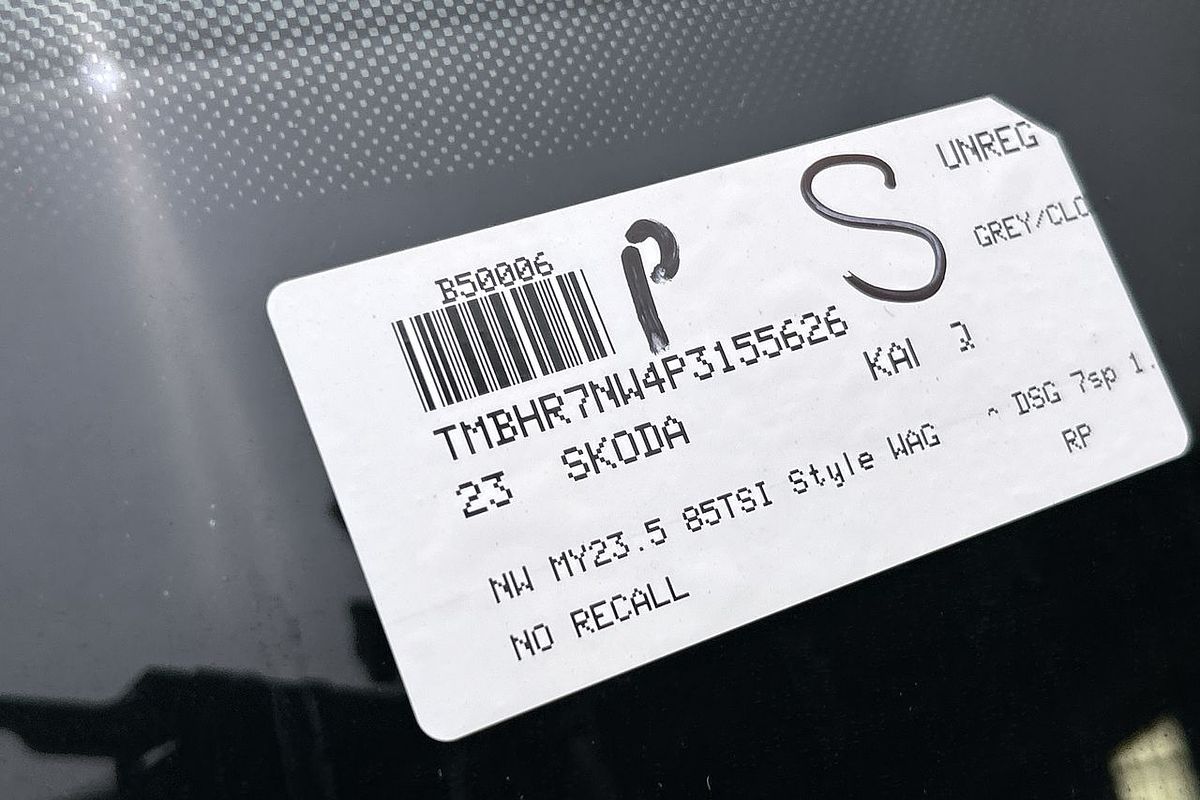 UNREG
P S
GREY/CLO
B50006
TMBHR7NW4P3155626
23 SKODA KAI
NW MY23.5 85TSI Style WAG DSG 7sp 1.
NO RECALL RP